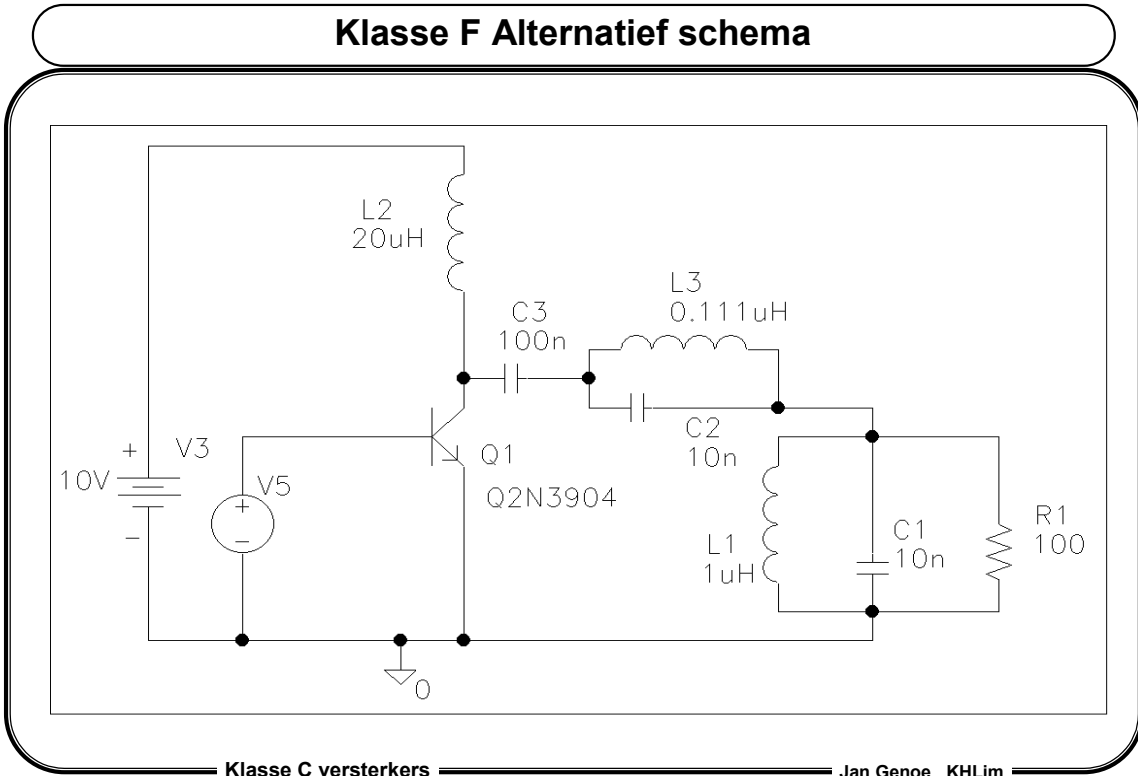 Klasse F Alternatief schema
L2
20uH
L3
0.111uH
C3
100n
C2
10n
+ V3
10V
-
V5
+
-
Q1
Q2N3904
L1
1uH
C1
10n
R1
100
0
Klasse C versterkers
Jan Genoe KHLim